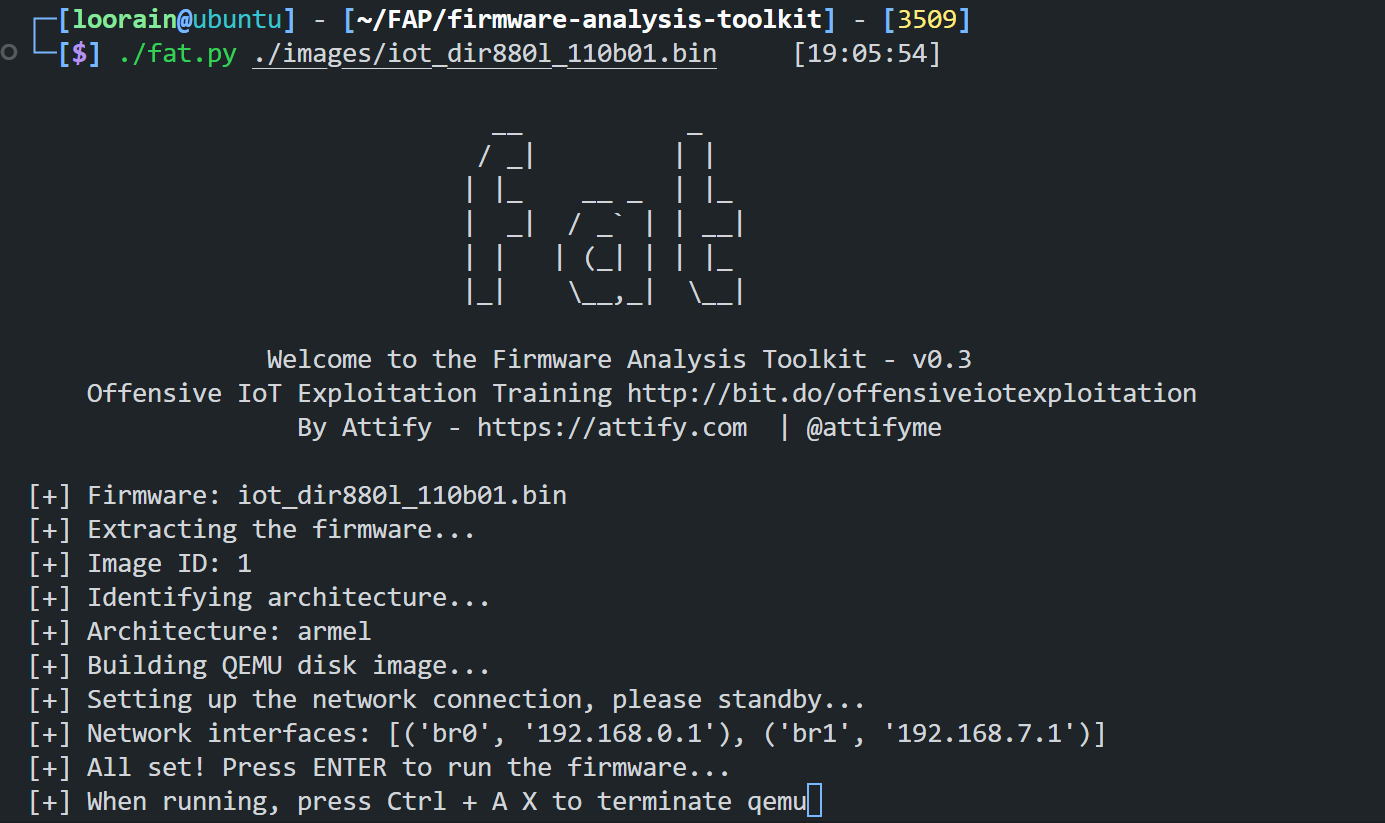 [loorain@ubuntu] - [~/FAP/firmware-analysis-toolkit] - [3509]
[$] ./fat.py ./images/iot_dir880l_110b01.bin     [19:05:54]
                               __           _
                              / _|         | |
                             | |_    __ _  | |_
                             |  _|  / _` | | __|
                             | |   | (_| | | |_
                             |_|    \__,_|  \__|
                Welcome to the Firmware Analysis Toolkit - v0.3
    Offensive IoT Exploitation Training http://bit.do/offensiveiotexploitation
                  By Attify - https://attify.com  | @attifyme
[+] Firmware: iot_dir880l_110b01.bin
[+] Extracting the firmware...
[+] Image ID: 1
[+] Identifying architecture...
[+] Architecture: armel
[+] Building QEMU disk image...
[+] Setting up the network connection, please standby...
[+] Network interfaces: [('br0', '192.168.0.1'), ('br1', '192.168.7.1')]
[+] All set! Press ENTER to run the firmware...
[+] When running, press Ctrl + A X to terminate qemu